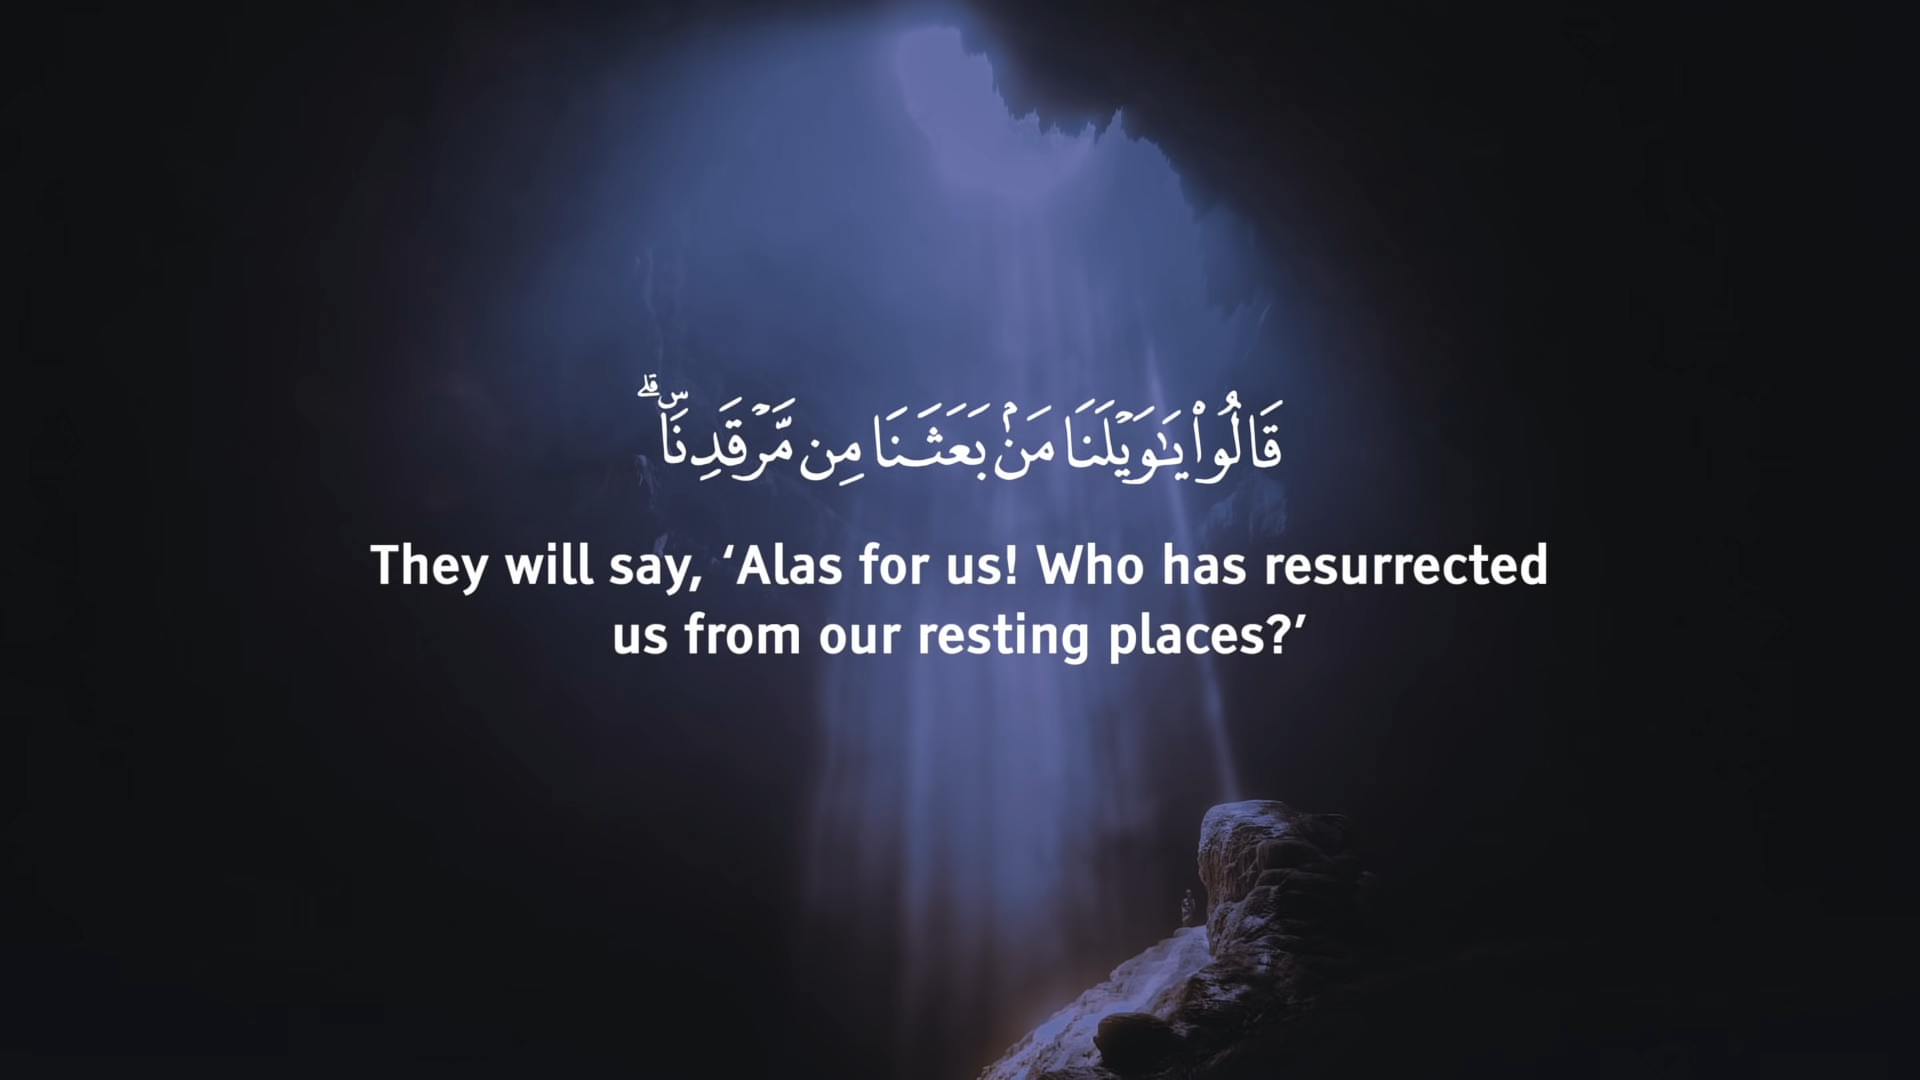 قَالُوا۟ يَـٰوَيْلَنَا مَنۢ بَعَثَنَا مِن مَّرْقَدِنَا ۜ ۗ
They will say, ‘Alas for us! Who has resurrected
us from our resting places?’